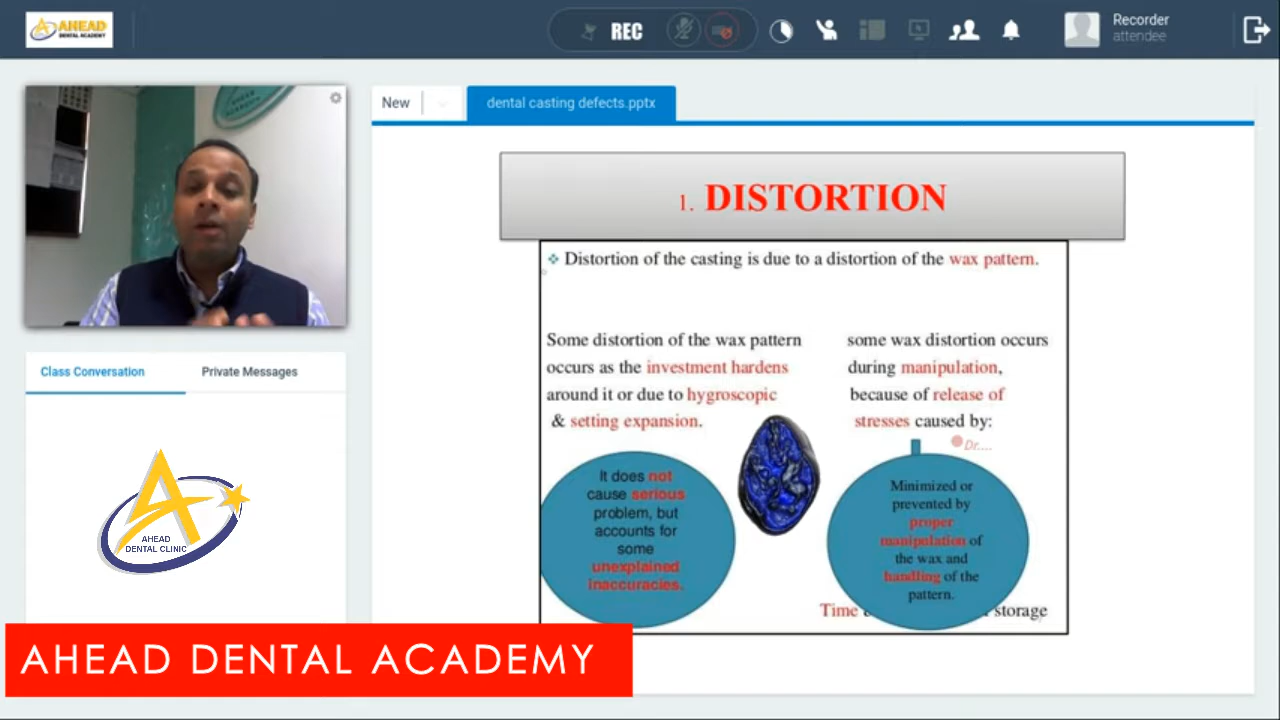 AHEAD
DENTAL ACADEMY
REC
Recorder
attendee
New
dental casting defects.pptx
1. DISTORTION
Distortion of the casting is due to a distortion of the wax pattern.
Some distortion of the wax pattern
occurs as the investment hardens
around it or due to hygroscopic
& setting expansion.
It does not
cause serious
problem, but
accounts for
some
unexplained
inaccuracies.
some wax distortion occurs
during manipulation,
because of release of
stresses caused by:
Dr....
Minimized or
prevented by
proper
manipulation of
the wax and
handling of the
pattern.
Time
storage
Class Conversation
Private Messages
AHEAD
DENTAL CLINIC
AHEAD DENTAL ACADEMY